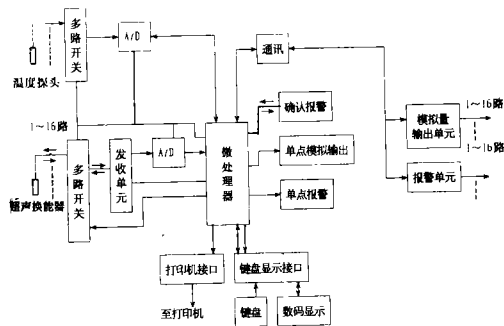 多路开关
A/D
通讯
温度探头
确认报警
模拟量
输出单元
1～16路
1～16路
1～16路
多路开关
发收单元
A/D
微处理器
单点模拟输出
报警单元
超声换能器
单点报警
打印机接口
键盘显示接口
至打印机
键盘
数码显示